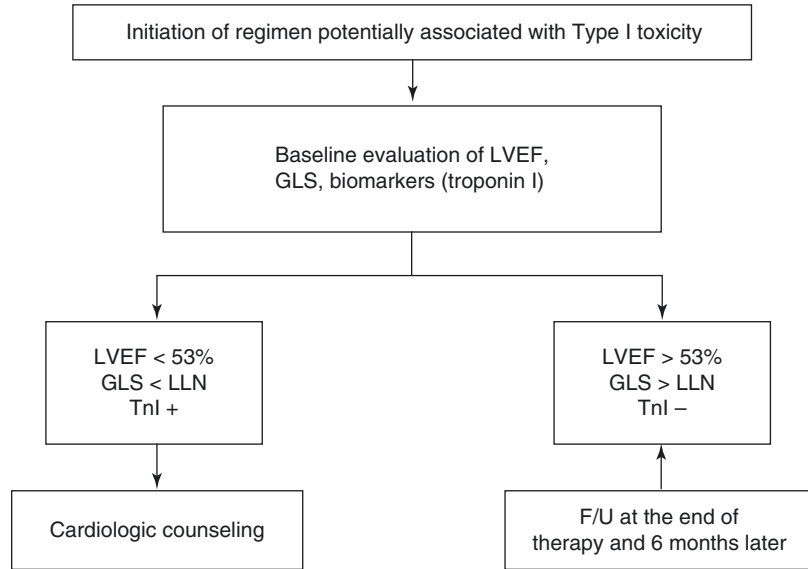 Initiation of regimen potentially associated with Type I toxicity
Baseline evaluation of LVEF,
GLS, biomarkers (troponin I)
LVEF < 53%
GLS < LLN
TnI +
LVEF > 53%
GLS > LLN
TnI –
Cardiologic counseling
F/U at the end of
therapy and 6 months later